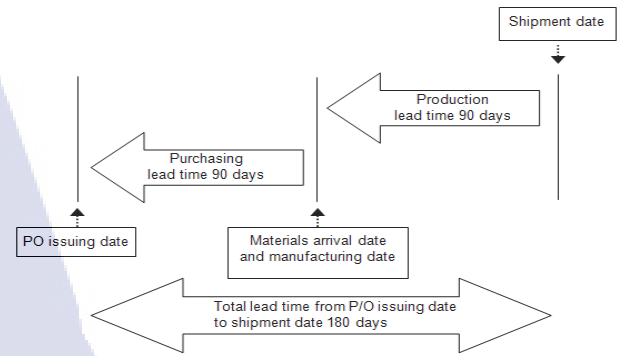 Shipment date
Production
lead time 90 days
Purchasing
lead time 90 days
PO issuing date
Materials arrival date
and manufacturing date
Total lead time from P/O issuing date
to shipment date 180 days